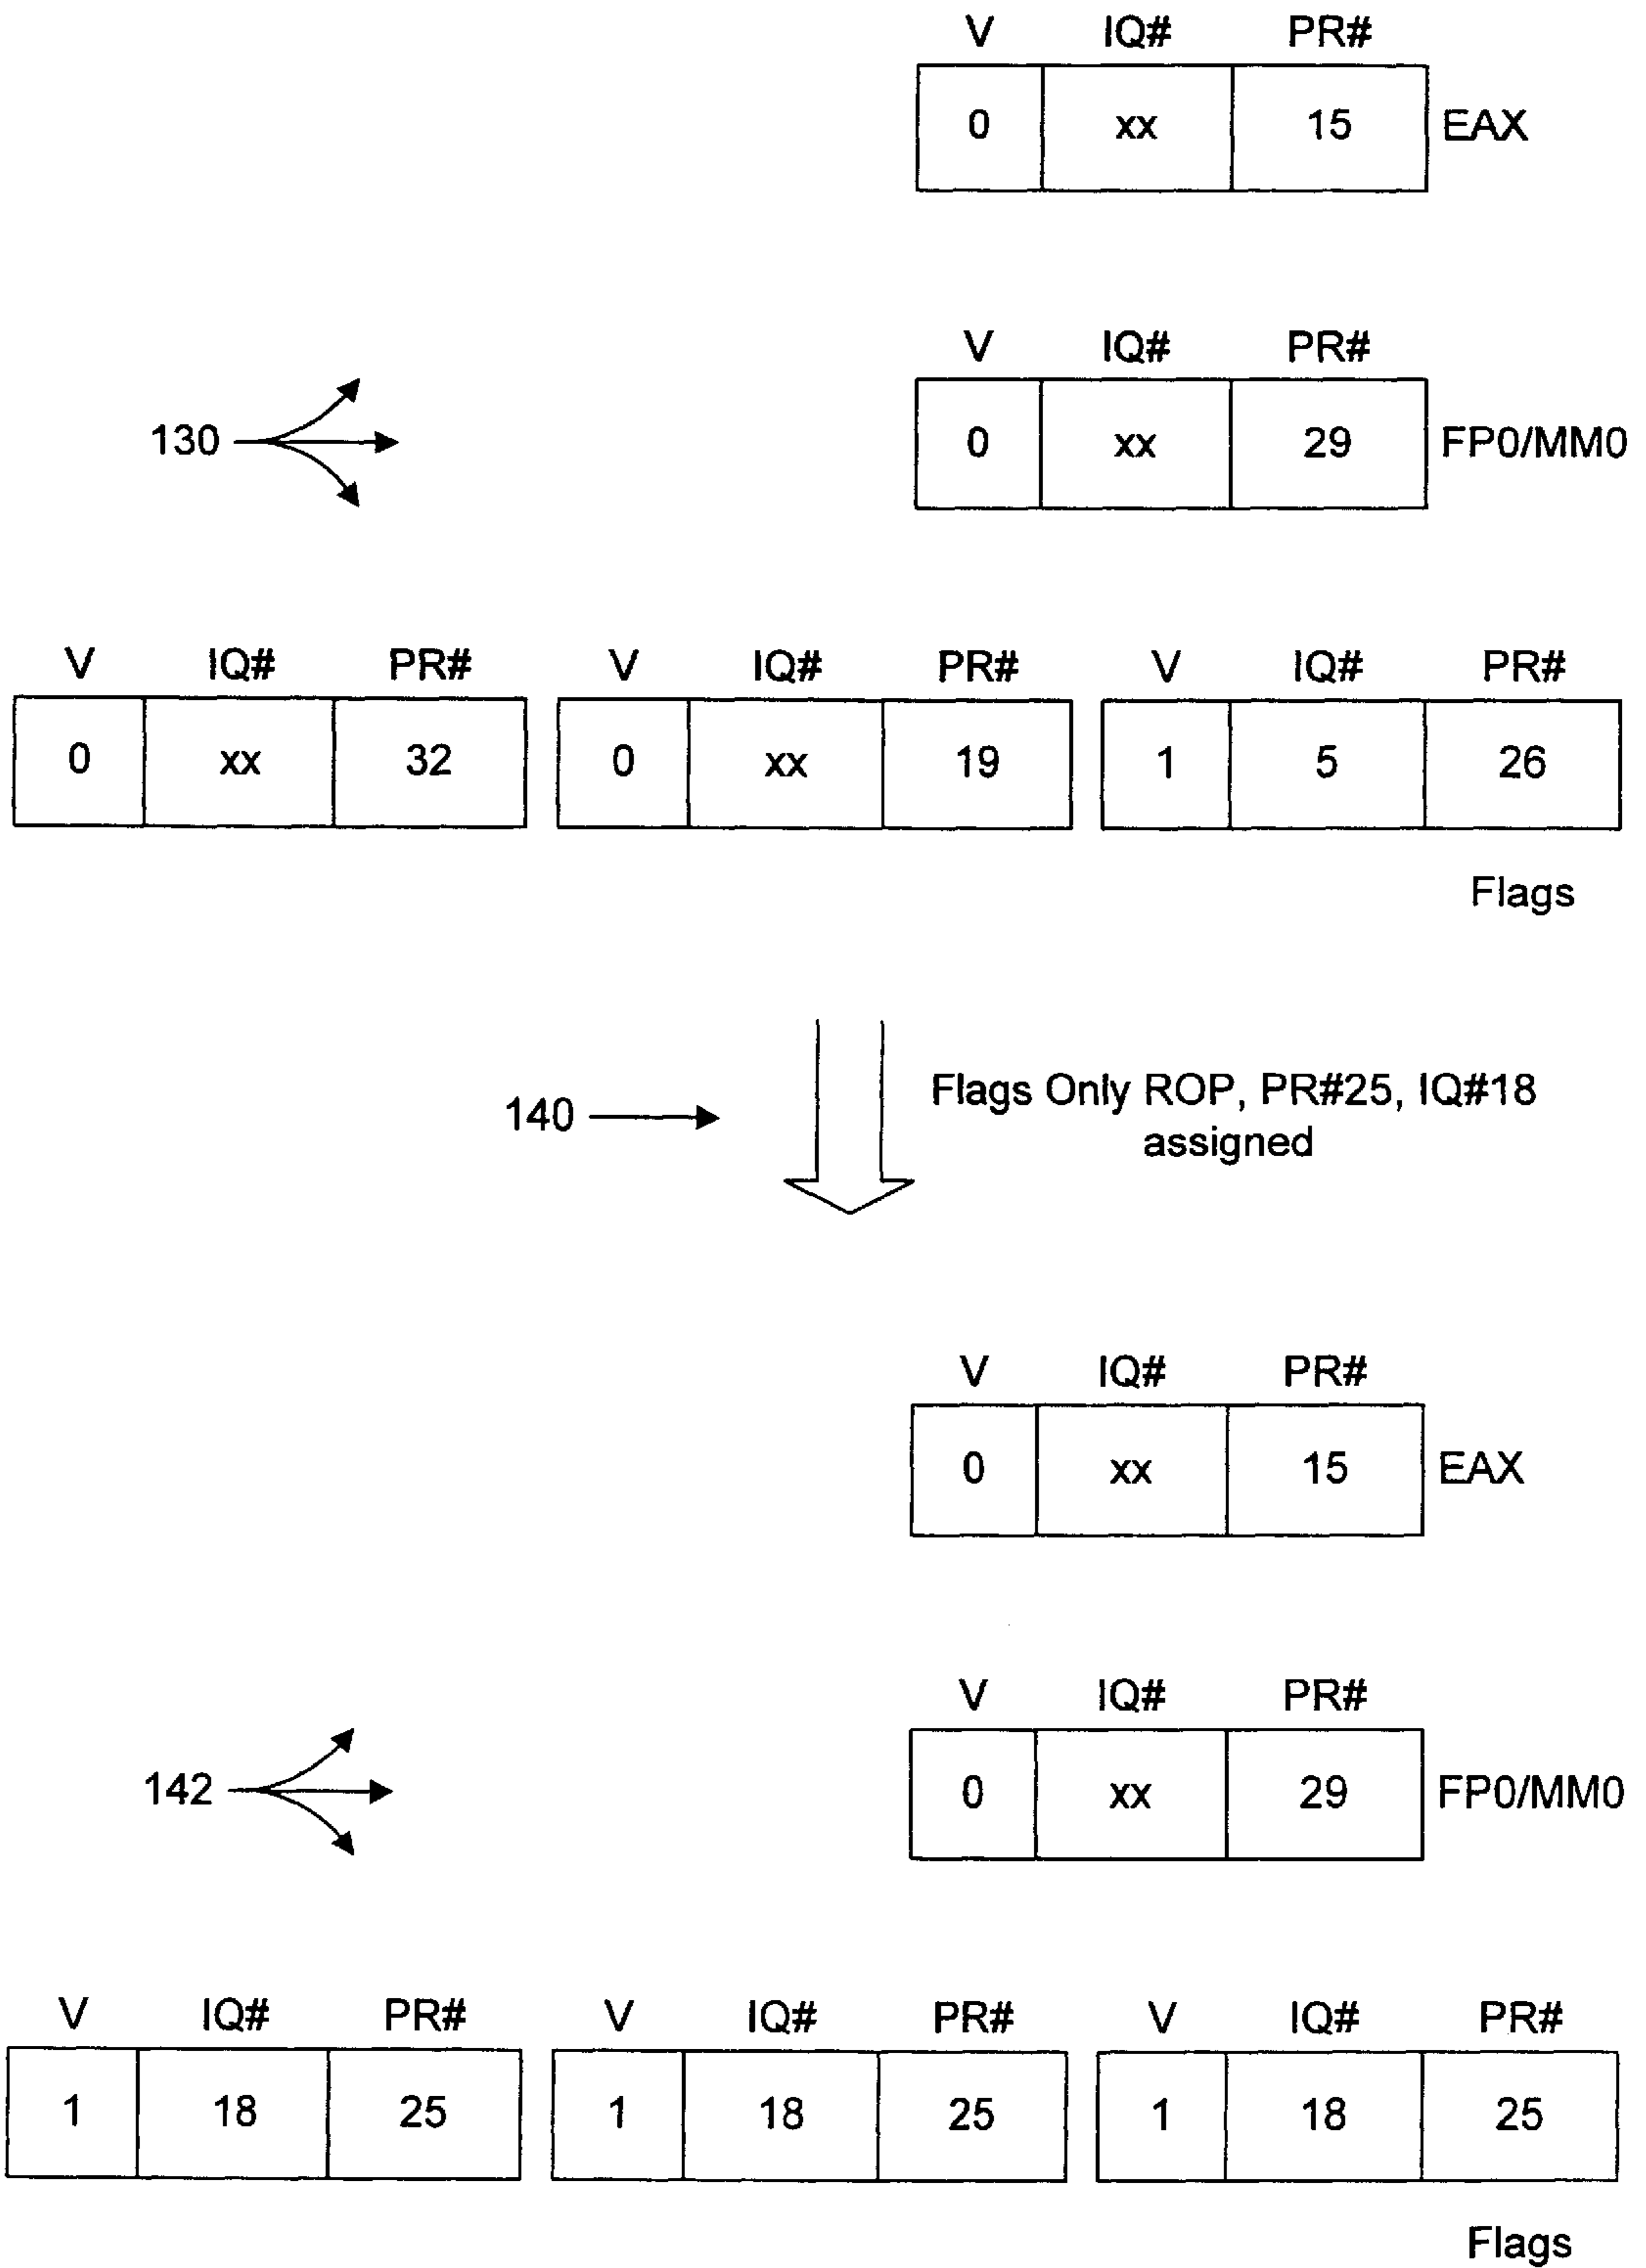 V IQ# PR#
0 xx 15 EAX
V IQ# PR#
130 0 xx 29 FP0/MM0
V IQ# PR# V IQ# PR# V IQ# PR#
0 xx 32 0 xx 19 1 5 26
Flags
140 Flags Only ROP, PR#25, IQ#18
assigned
V IQ# PR#
0 xx 15 EAX
V IQ# PR#
142 0 xx 29 FP0/MM0
V IQ# PR# V IQ# PR# V IQ# PR#
1 18 25 1 18 25 1 18 25
Flags